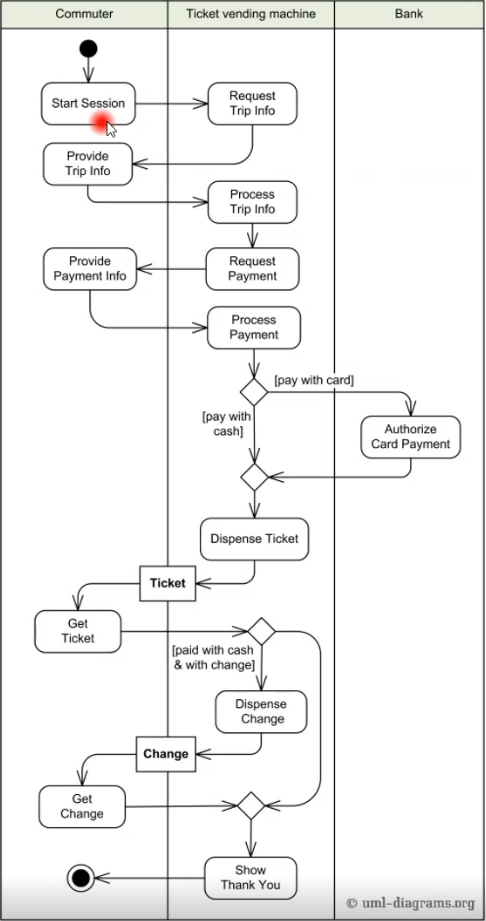 Commuter
Ticket vending machine
Bank
Start Session
Request
Trip Info
Provide
Trip Info
Process
Trip Info
Provide
Payment Info
Request
Payment
Process
Payment
[pay with card]
[pay with
cash]
Authorize
Card Payment
Dispense Ticket
Ticket
Get
Ticket
[paid with cash
& with change]
Dispense
Change
Change
Get
Change
Show
Thank You
© uml-diagrams.org